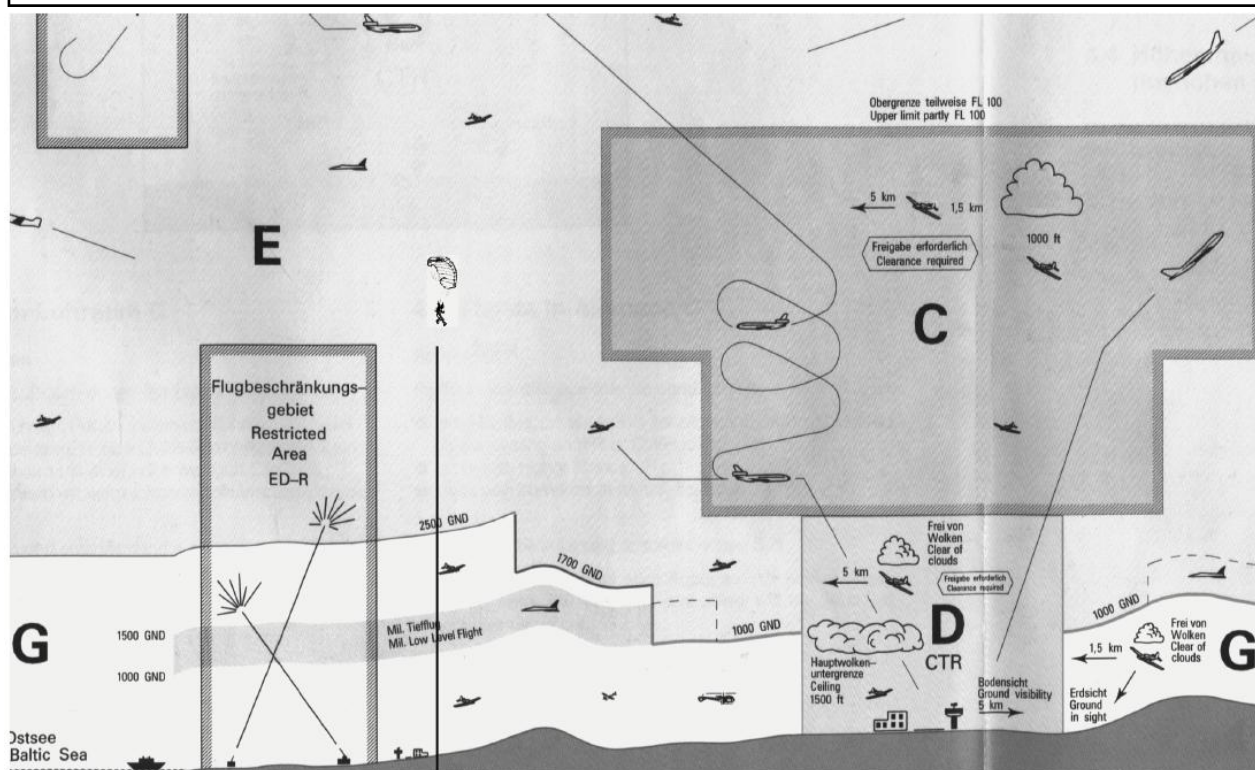 Obergrenze teilweise FL 100
Upper limit partly FL 100
5 km
1,5 km
1000 ft
Freigabe erforderlich
Clearance required
E
C
Flugbeschränkungs-
gebiet
Restricted
Area
ED-R
2500 GND
1700 GND
1000 GND
Mil. Tiefflug
Mil. Low Level Flight
1500 GND
1000 GND
G
Ostsee
Baltic Sea
Frei von
Wolken
Clear of
clouds
5 km
Freigabe erforderlich
Clearance required
D
CTR
Hauptwolken-
untergrenze
Ceiling
1500 ft
Bodensicht
Ground visibility
5 km
1000 GND
Frei von
Wolken
Clear of
clouds
1,5 km
G
Erdsicht
Ground
in sight